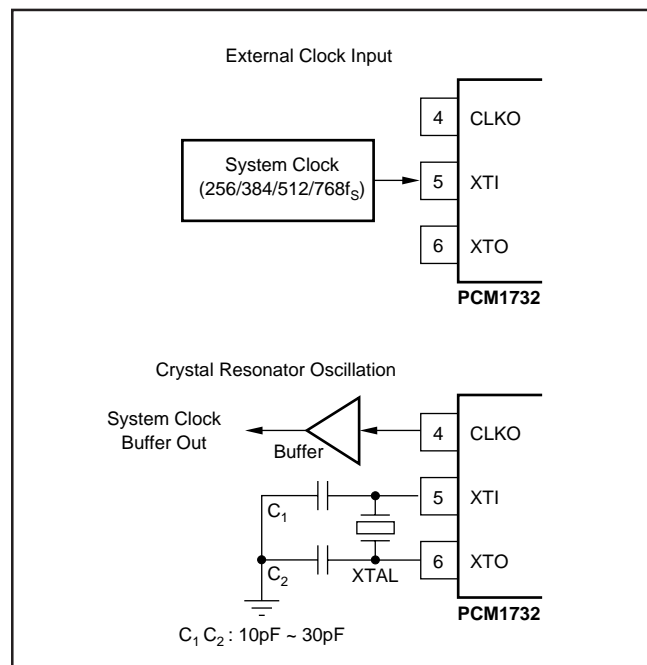 External Clock Input
4 CLKO
System Clock
(256/384/512/768fS)
5 XTI
6 XTO
PCM1732
Crystal Resonator Oscillation
System Clock
Buffer Out
Buffer
4 CLKO
C1
5 XTI
C2
XTAL
6 XTO
PCM1732
C1 C2 : 10pF ~ 30pF